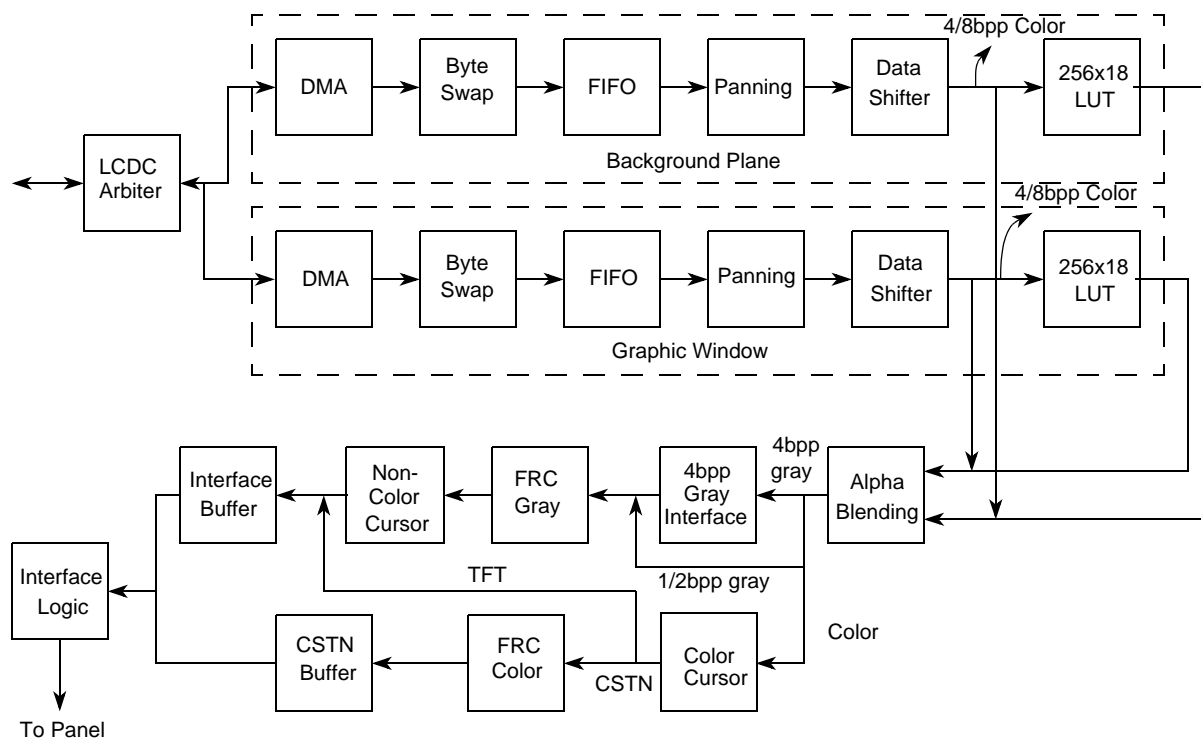 4/8bpp Color
DMA
Byte
Swap
FIFO
Panning
Data
Shifter
256x18
LUT
LCDC
Arbiter
Background Plane
4/8bpp Color
DMA
Byte
Swap
FIFO
Panning
Data
Shifter
256x18
LUT
Graphic Window
Interface
Buffer
Non-
Color
Cursor
FRC
Gray
4bpp
Gray
Interface
4bpp
gray
Alpha
Blending
Interface
Logic
TFT
1/2bpp gray
Color
CSTN
Buffer
FRC
Color
CSTN
Color
Cursor
To Panel